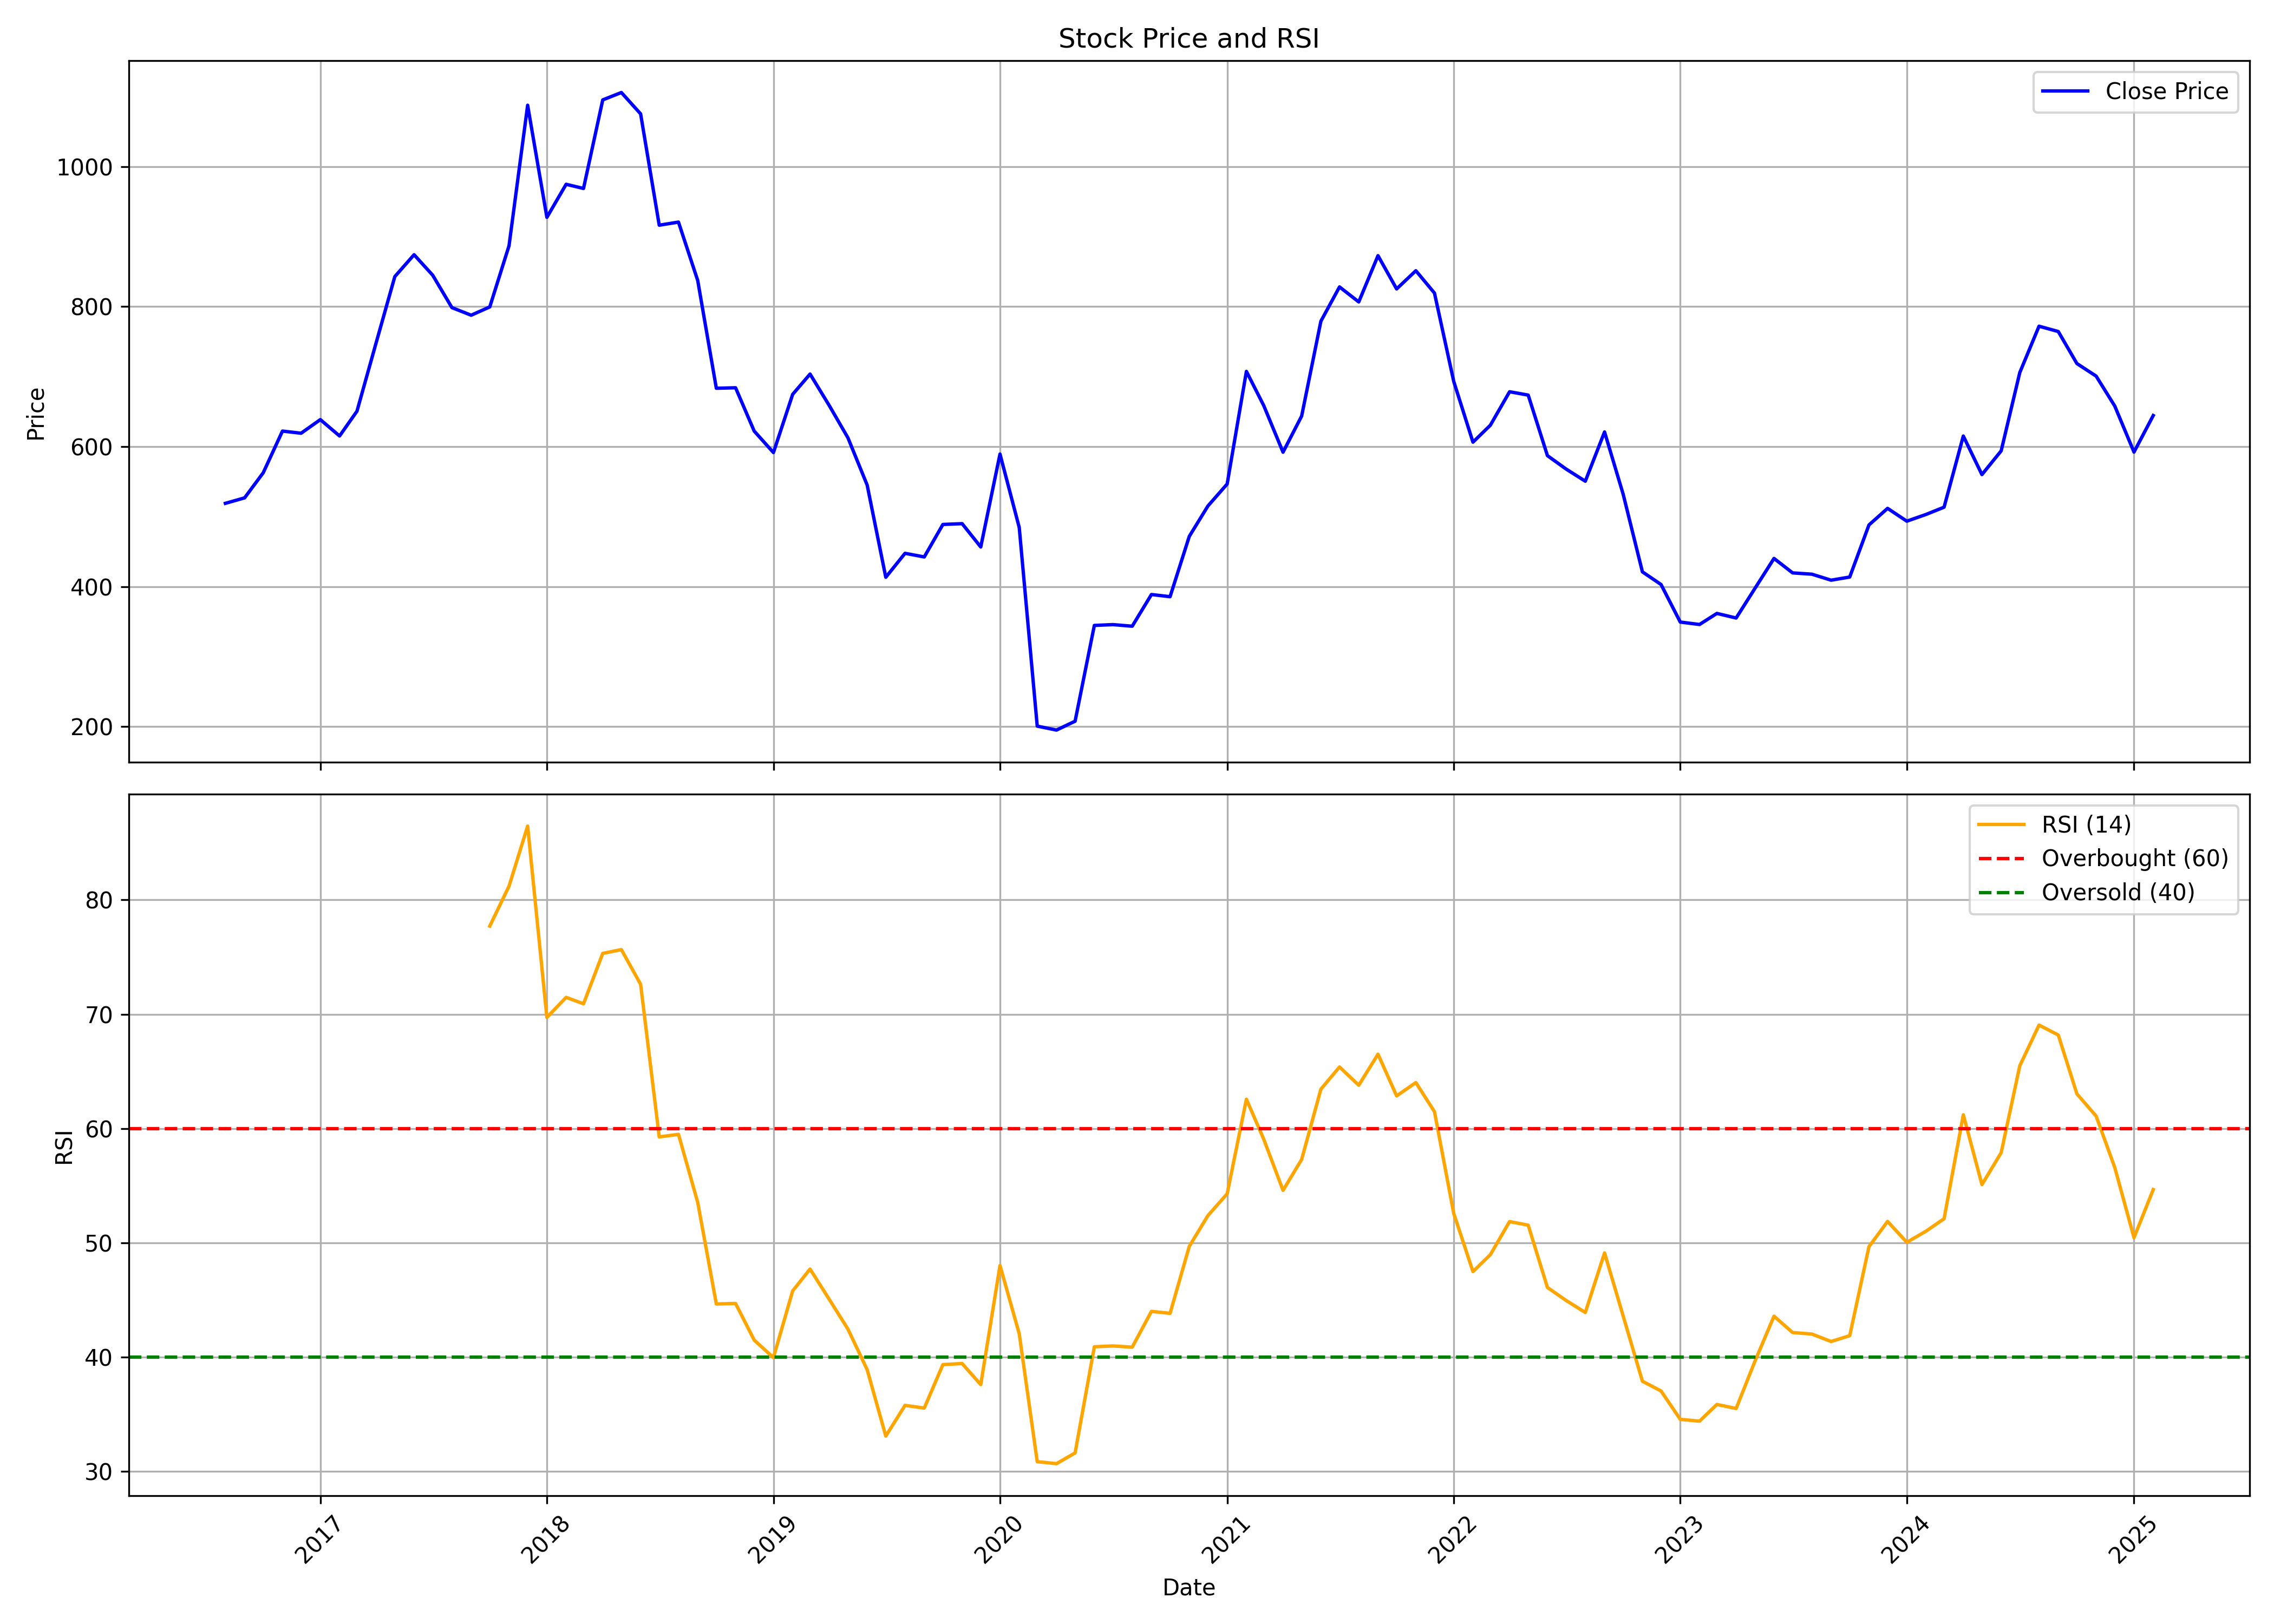 Stock Price and RSI
Close Price
Price
1000
800
600
400
200
RSI (14)
Overbought (60)
Oversold (40)
RSI
80
70
60
50
40
30
2017
2018
2019
2020
2021
2022
2023
2024
2025
Date